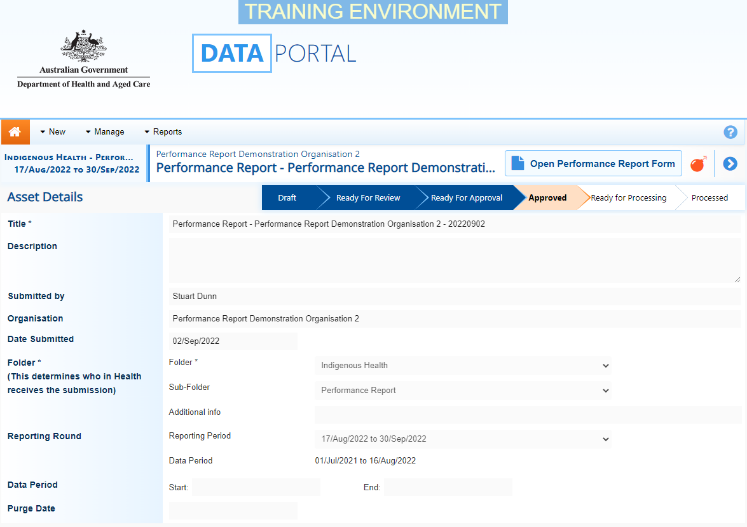 TRAINING ENVIRONMENT
Australian Government
Department of Health and Aged Care
DATA PORTAL
New Manage Reports
Indigenous Health - Perfor...
17/Aug/2022 to 30/Sep/2022
Performance Report Demonstration Organisation 2
Performance Report - Performance Report Demonstrati...
Open Performance Report Form
Asset Details
Draft Ready For Review Ready For Approval Approved Ready for Processing Processed
Title * Performance Report - Performance Report Demonstration Organisation 2 - 20220902
Description
Submitted by Stuart Dunn
Organisation Performance Report Demonstration Organisation 2
Date Submitted 02/Sep/2022
Folder * Folder * Indigenous Health
(This determines who in Health
receives the submission) Sub-Folder Performance Report
Additional info
Reporting Round Reporting Period 17/Aug/2022 to 30/Sep/2022
Data Period 01/Jul/2021 to 16/Aug/2022
Data Period Start: End:
Purge Date